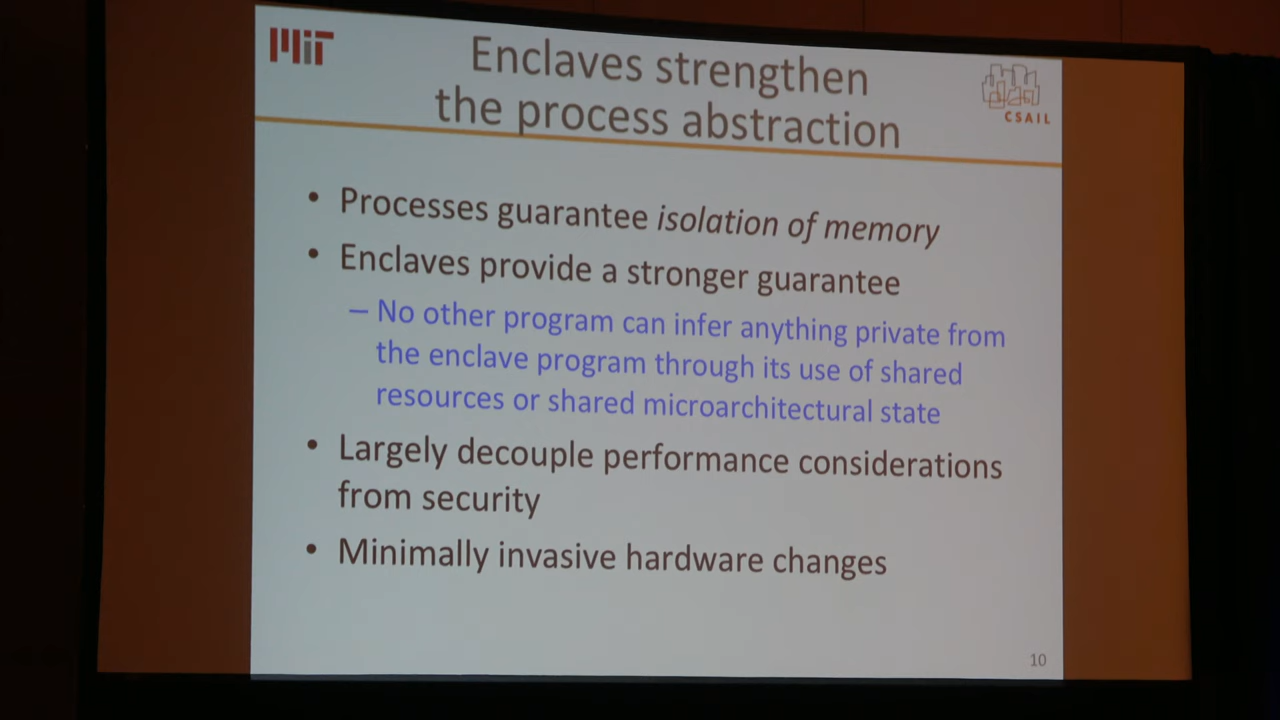 MIT
Enclaves strengthen
the process abstraction
CSAIL
• Processes guarantee isolation of memory
• Enclaves provide a stronger guarantee
– No other program can infer anything private from
the enclave program through its use of shared
resources or shared microarchitectural state
• Largely decouple performance considerations
from security
• Minimally invasive hardware changes
10